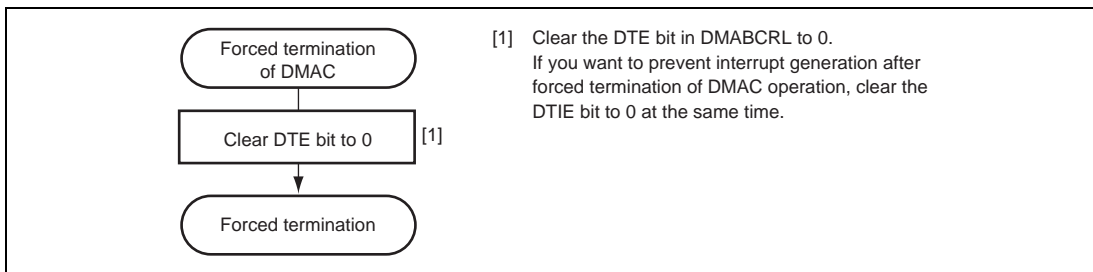 Forced termination
of DMAC
Clear DTE bit to 0
[1]
Forced termination
[1] Clear the DTE bit in DMABCRL to 0.
If you want to prevent interrupt generation after
forced termination of DMAC operation, clear the
DTIE bit to 0 at the same time.